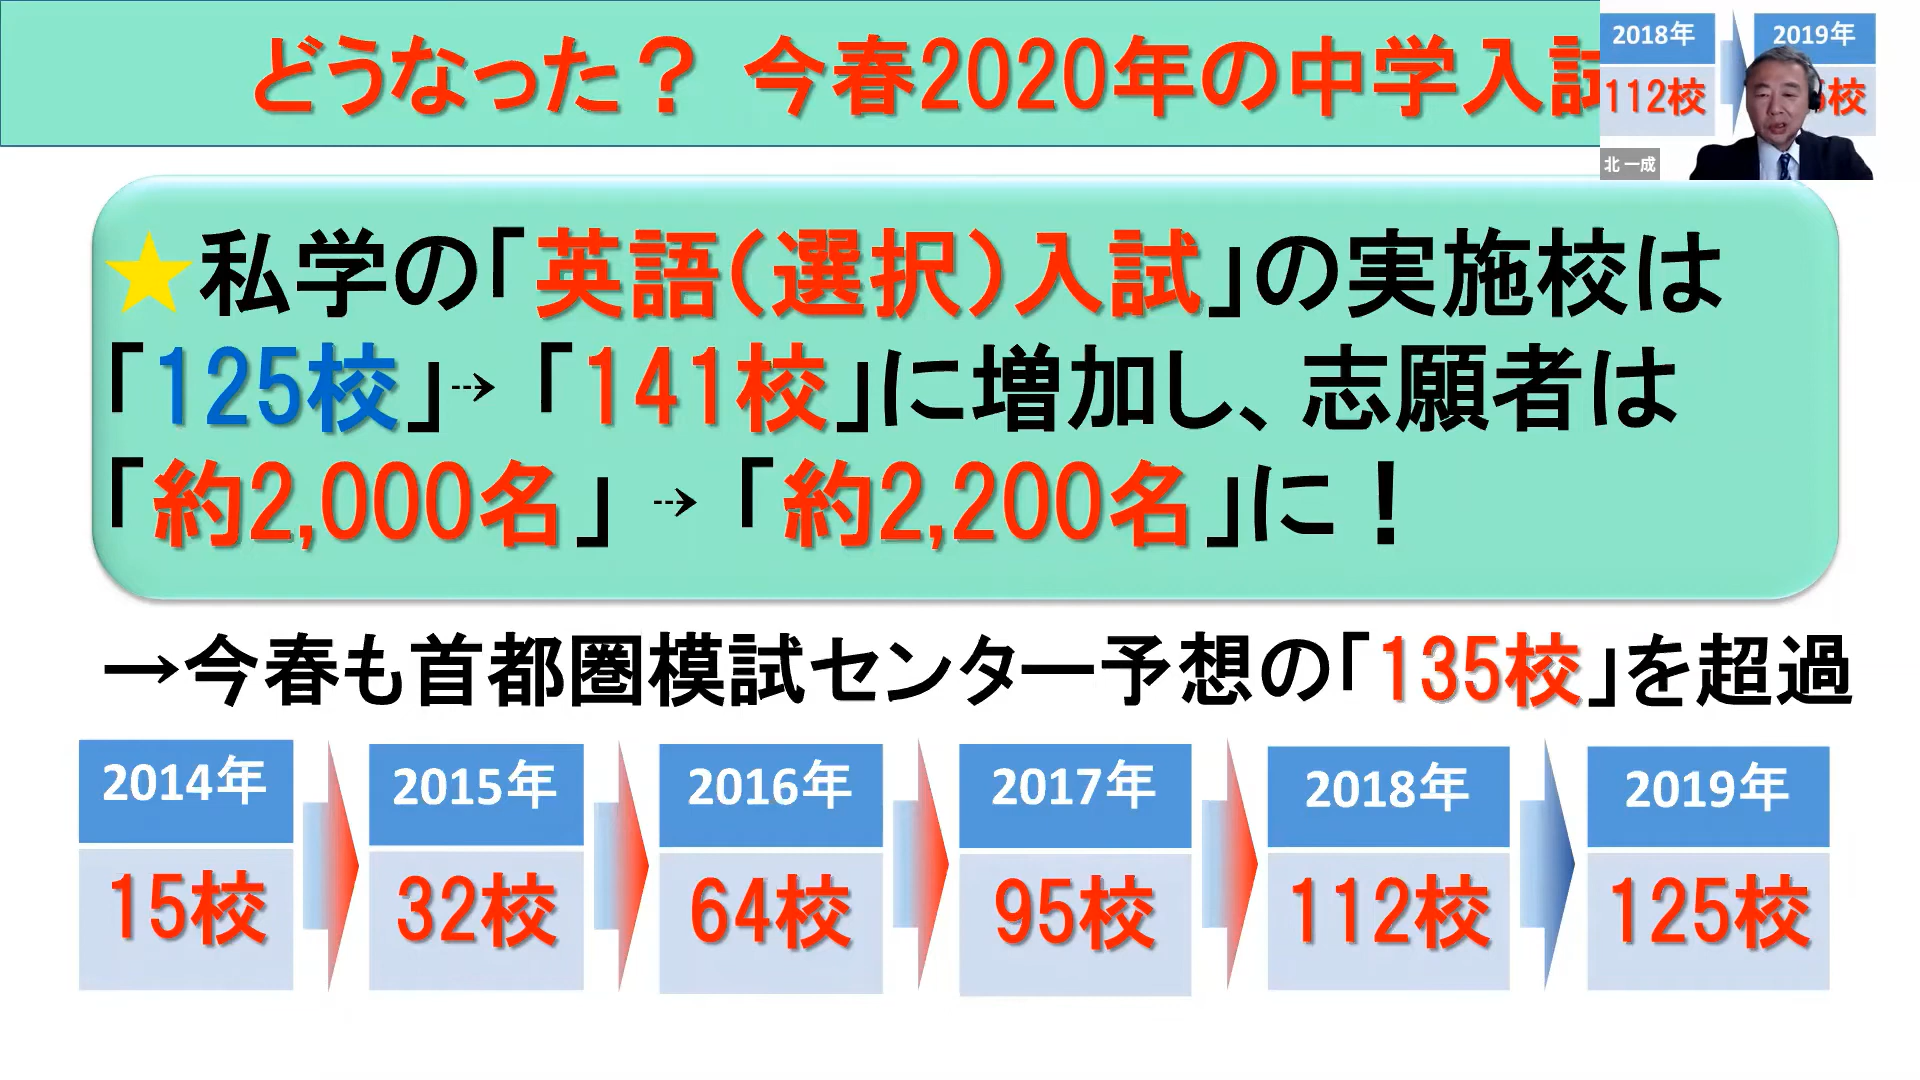 どうなった？ 今春2020年の中学入試
2018年
2019年
112校
校
北 一成
★私学の「英語（選択）入試」の実施校は
「125校」⇢「141校」に増加し、志願者は
「約2,000名」⇢「約2,200名」に！
→今春も首都圏模試センター予想の「135校」を超過
2014年
2015年
2016年
2017年
2018年
2019年
15校
32校
64校
95校
112校
125校